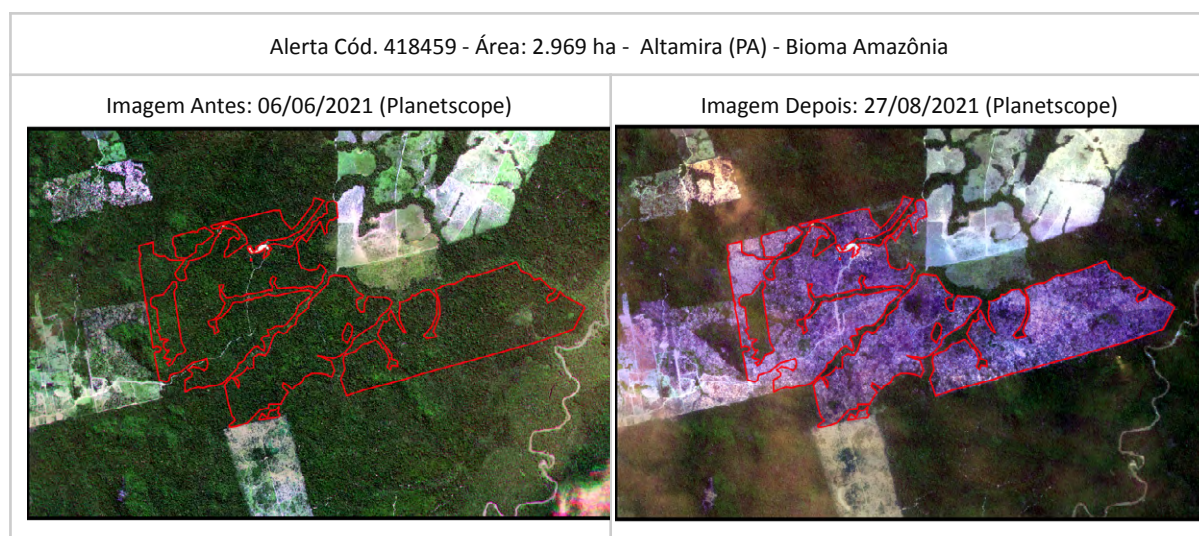 Alerta Cód. 418459 - Área: 2.969 ha - Altamira (PA) - Bioma Amazônia
Imagem Antes: 06/06/2021 (Planetscope)
Imagem Depois: 27/08/2021 (Planetscope)